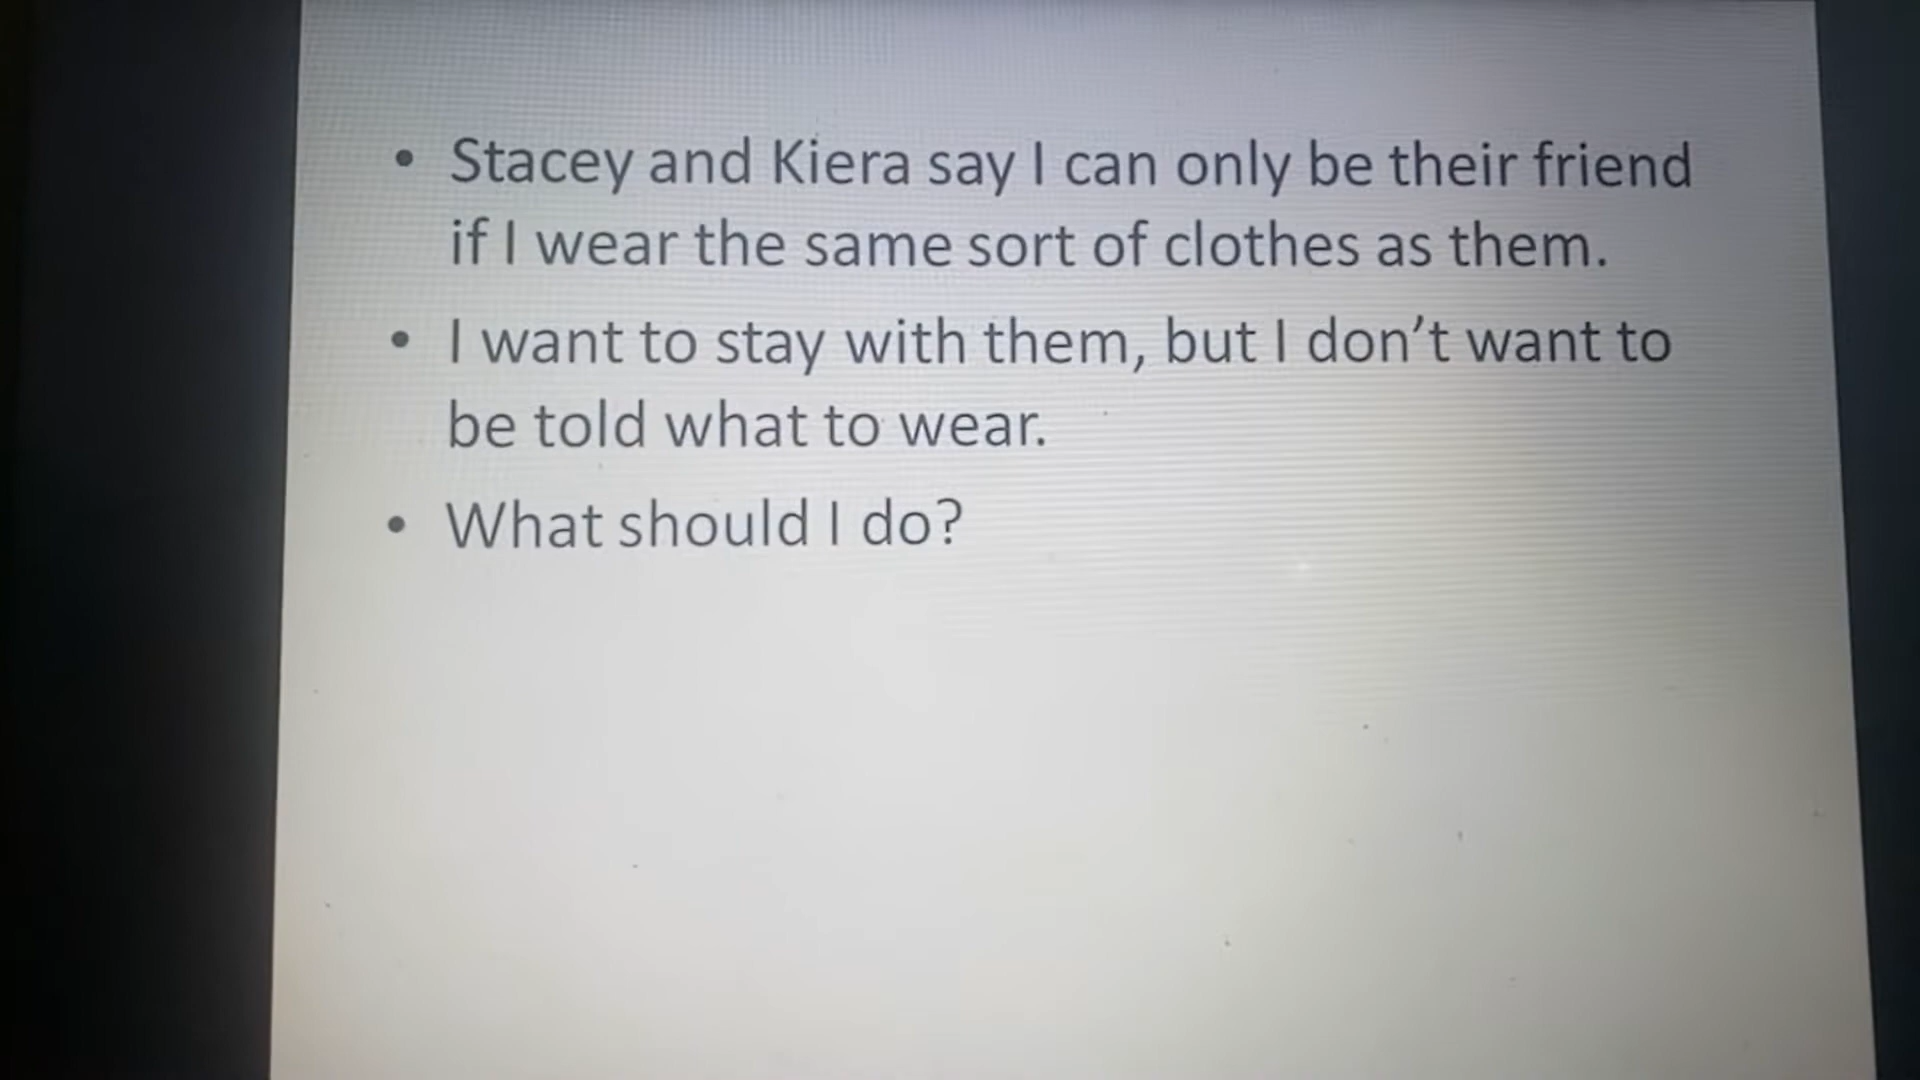 • Stacey and Kiera say I can only be their friend
if I wear the same sort of clothes as them.
• I want to stay with them, but I don’t want to
be told what to wear.
• What should I do?